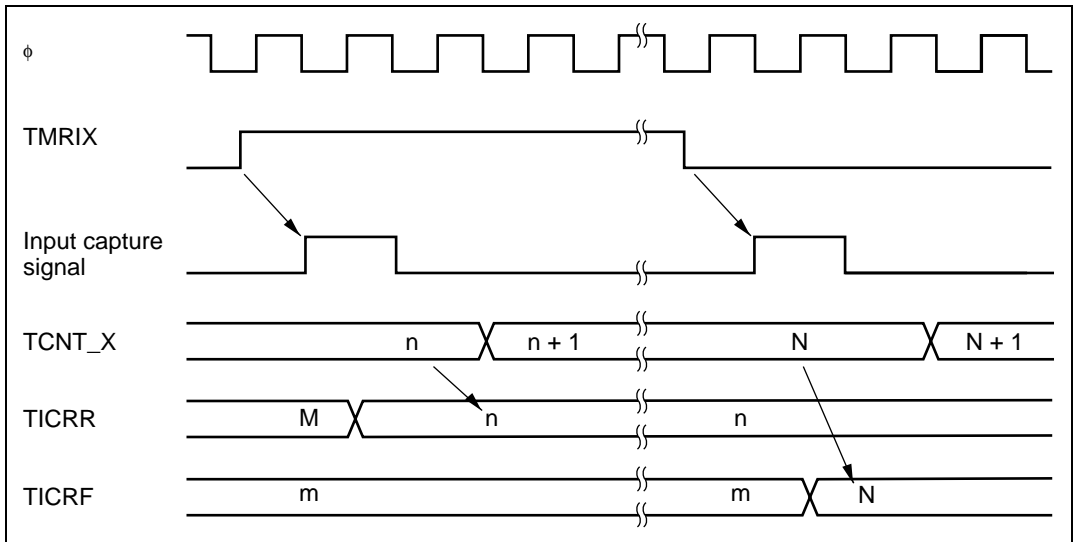 ϕ
TMRIX
Input capture
signal
TCNT_X n n + 1 N N + 1
TICRR M n n
TICRF m m N